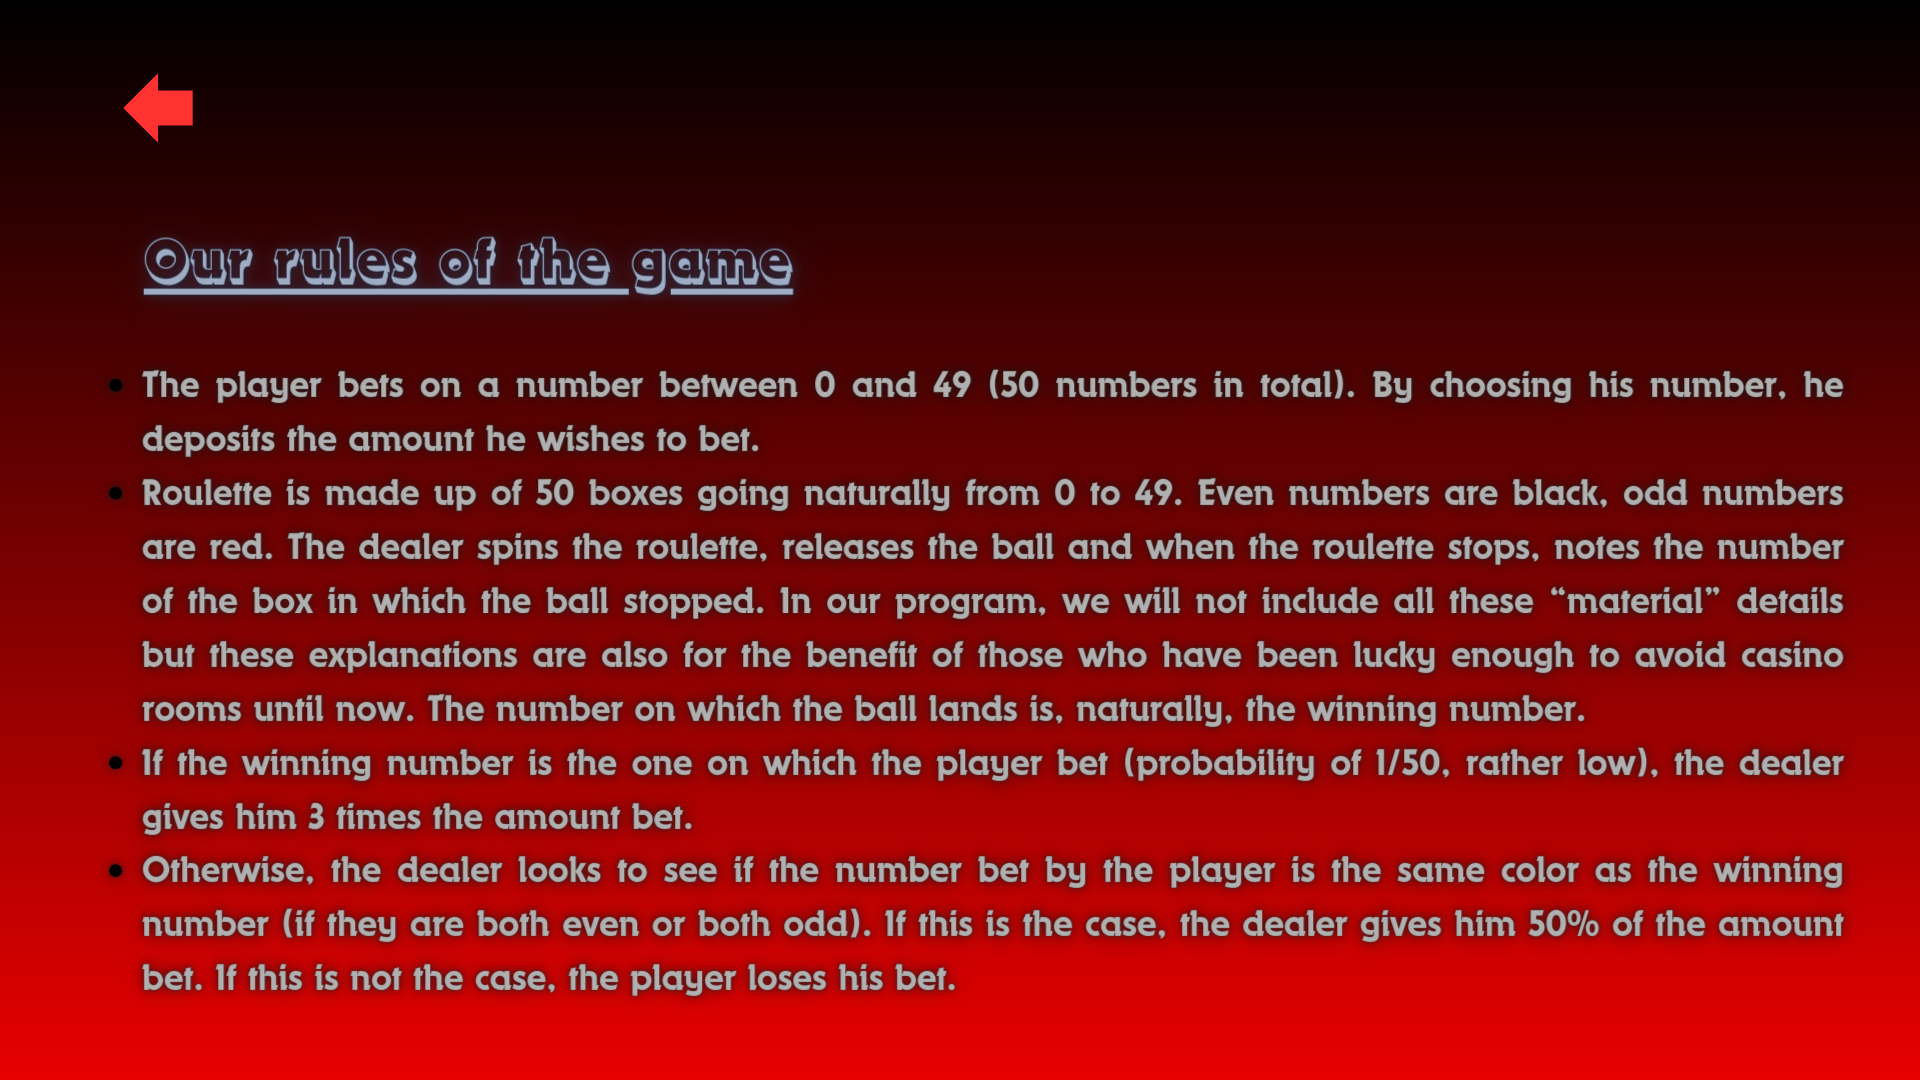 Our rules of the game
The player bets on a number between 0 and 49 (50 numbers in total). By choosing his number, he
deposits the amount he wishes to bet.
Roulette is made up of 50 boxes going naturally from 0 to 49. Even numbers are black, odd numbers
are red. The dealer spins the roulette, releases the ball and when the roulette stops, notes the number
of the box in which the ball stopped. In our program, we will not include all these “material” details
but these explanations are also for the benefit of those who have been lucky enough to avoid casino
rooms until now. The number on which the ball lands is, naturally, the winning number.
If the winning number is the one on which the player bet (probability of 1/50, rather low), the dealer
gives him 3 times the amount bet.
Otherwise, the dealer looks to see if the number bet by the player is the same color as the winning
number (if they are both even or both odd). If this is the case, the dealer gives him 50% of the amount
bet. If this is not the case, the player loses his bet.